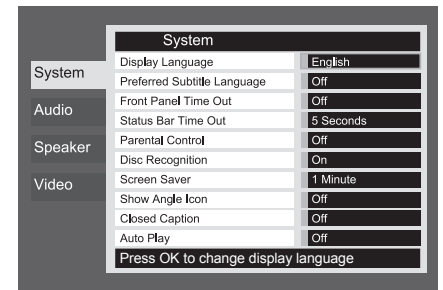 System
System
Audio
Speaker
Video
Display Language English
Preferred Subtitle Language Off
Front Panel Time Out Off
Status Bar Time Out 5 Seconds
Parental Control Off
Disc Recognition On
Screen Saver 1 Minute
Show Angle Icon Off
Closed Caption Off
Auto Play Off
Press OK to change display language